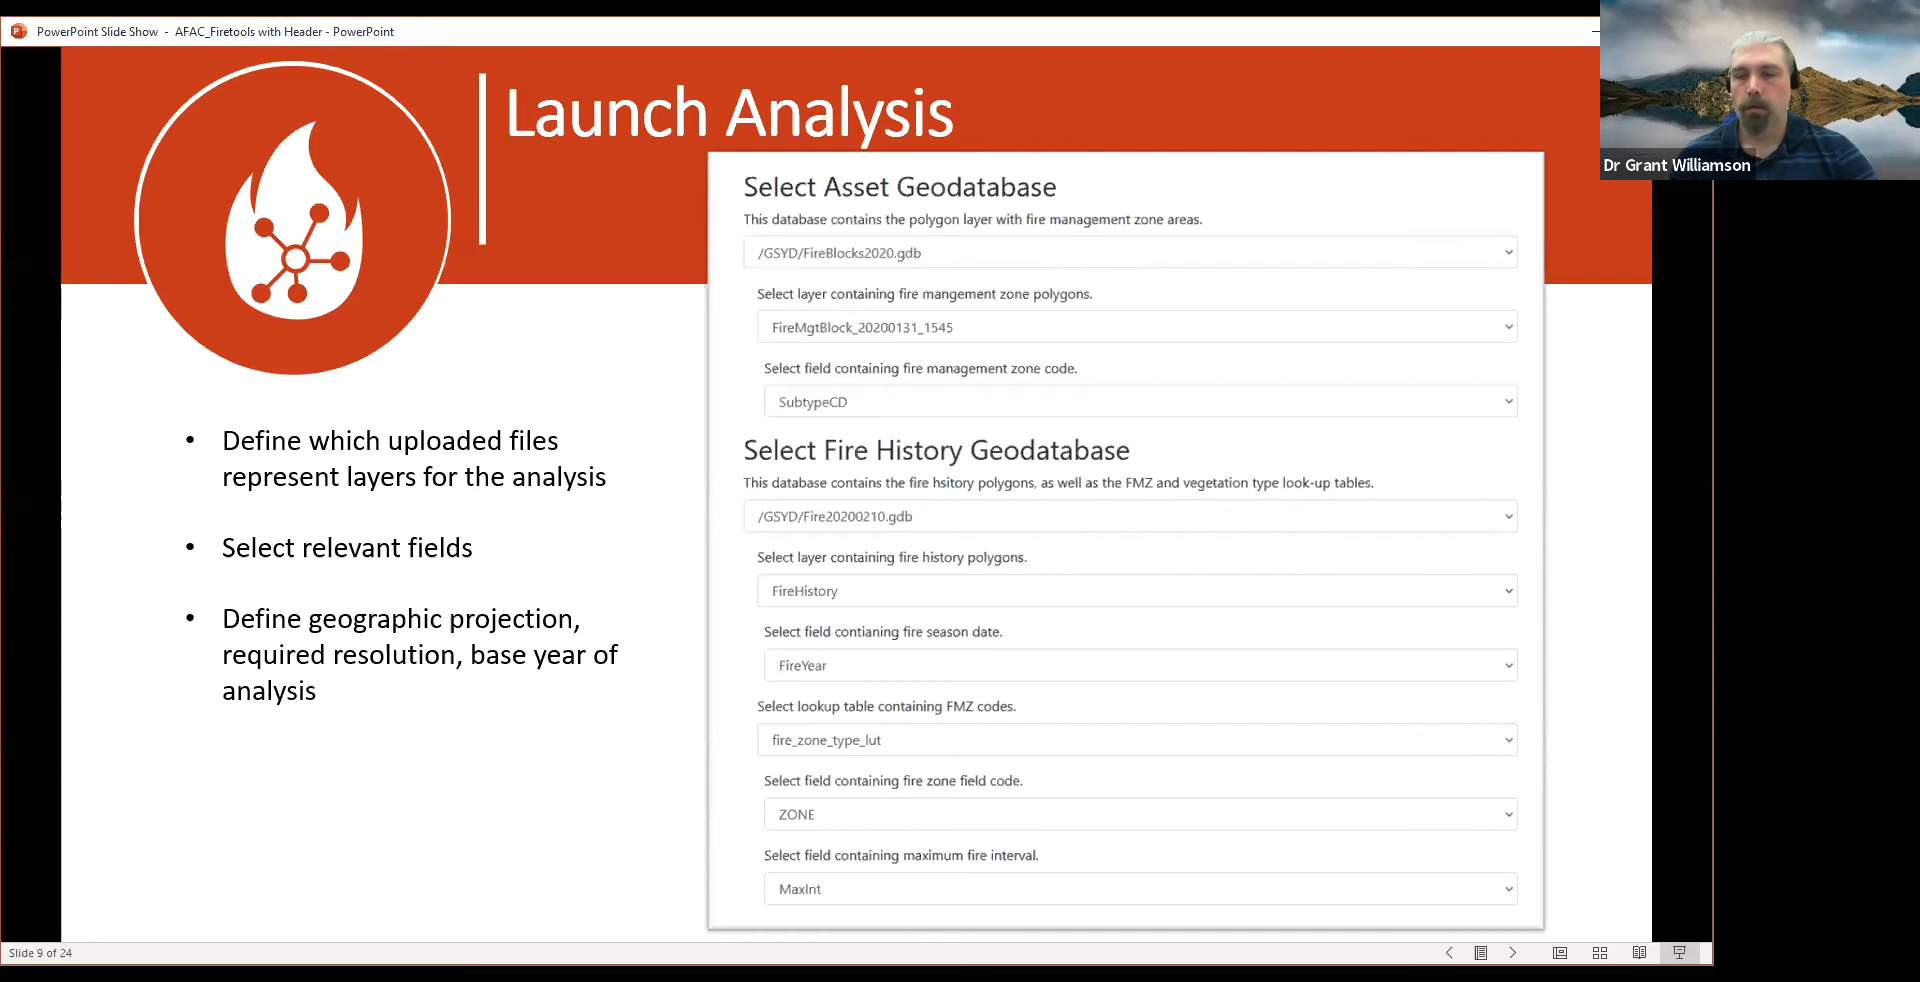 PowerPoint Slide Show - AFAC_Firetools with Header - PowerPoint
Dr Grant Williamson
Launch Analysis
Define which uploaded files
represent layers for the analysis
Select relevant fields
Define geographic projection,
required resolution, base year of
analysis
Select Asset Geodatabase
This database contains the polygon layer with fire management zone areas.
/GSYD/FireBlocks2020.gdb
Select layer containing fire mangement zone polygons.
FireMgtBlock_20200131_1545
Select field containing fire management zone code.
SubtypeCD
Select Fire History Geodatabase
This database contains the fire hsitory polygons, as well as the FMZ and vegetation type look-up tables.
/GSYD/Fire20200210.gdb
Select layer containing fire history polygons.
FireHistory
Select field contianing fire season date.
FireYear
Select lookup table containing FMZ codes.
fire_zone_type_lut
Select field containing fire zone field code.
ZONE
Select field containing maximum fire interval.
MaxInt
Slide 9 of 24